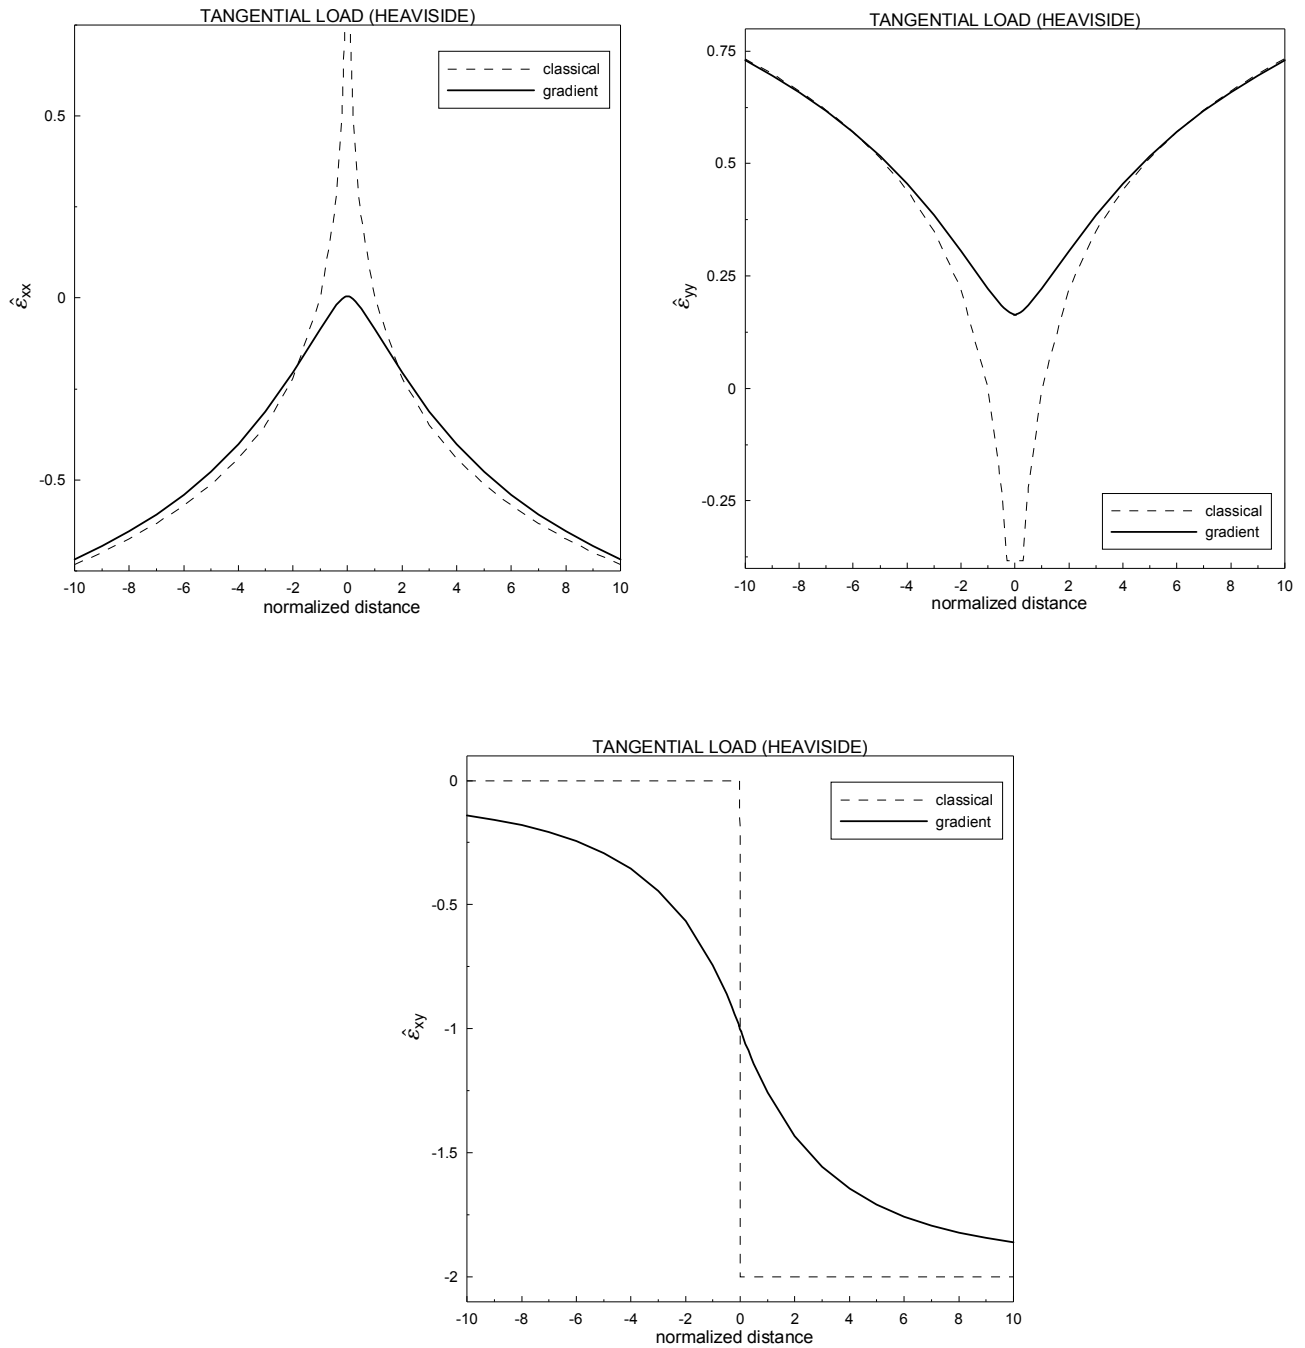 TANGENTIAL LOAD (HEAVISIDE)
classical
gradient
0.5
0
-0.5
ε̂xx
-10 -8 -6 -4 -2 0 2 4 6 8 10
normalized distance
TANGENTIAL LOAD (HEAVISIDE)
0.75
0.5
0.25
0
-0.25
ε̂yy
classical
gradient
-10 -8 -6 -4 -2 0 2 4 6 8 10
normalized distance
TANGENTIAL LOAD (HEAVISIDE)
classical
gradient
0
-0.5
-1
-1.5
-2
ε̂xy
-10 -8 -6 -4 -2 0 2 4 6 8 10
normalized distance